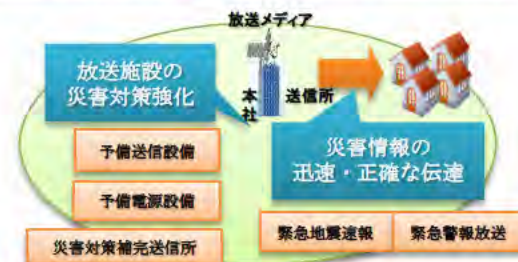 放送メディア
放送施設の
災害対策強化
本社
送信所
災害情報の
迅速・正確な伝達
予備送信設備
予備電源設備
災害対策補完送信所
緊急地震速報
緊急警報放送